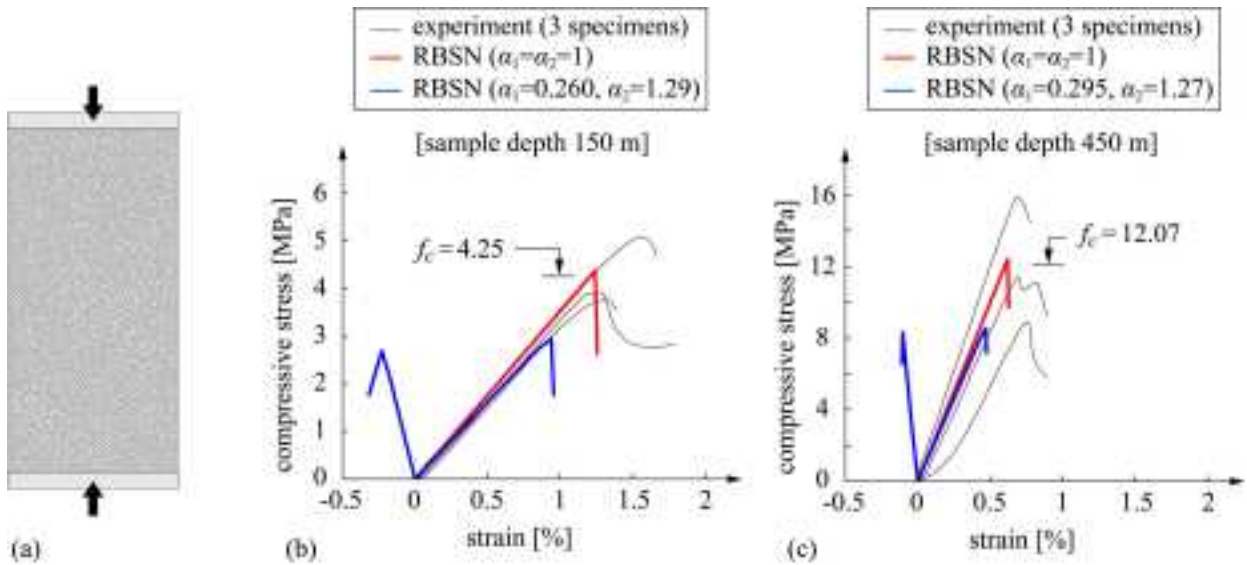 experiment (3 specimens)
RBSN (α₁=α₂=1)
RBSN (α₁=0.260, α₂=1.29)
[sample depth 150 m]
compressive stress [MPa]
6
5
4
3
2
1
0
f_c = 4.25
-0.5 0 0.5 1 1.5 2
strain [%]
experiment (3 specimens)
RBSN (α₁=α₂=1)
RBSN (α₁=0.295, α₂=1.27)
[sample depth 450 m]
compressive stress [MPa]
16
12
8
4
0
f_c = 12.07
-0.5 0 0.5 1 1.5 2
strain [%]
(a)
(b)
(c)